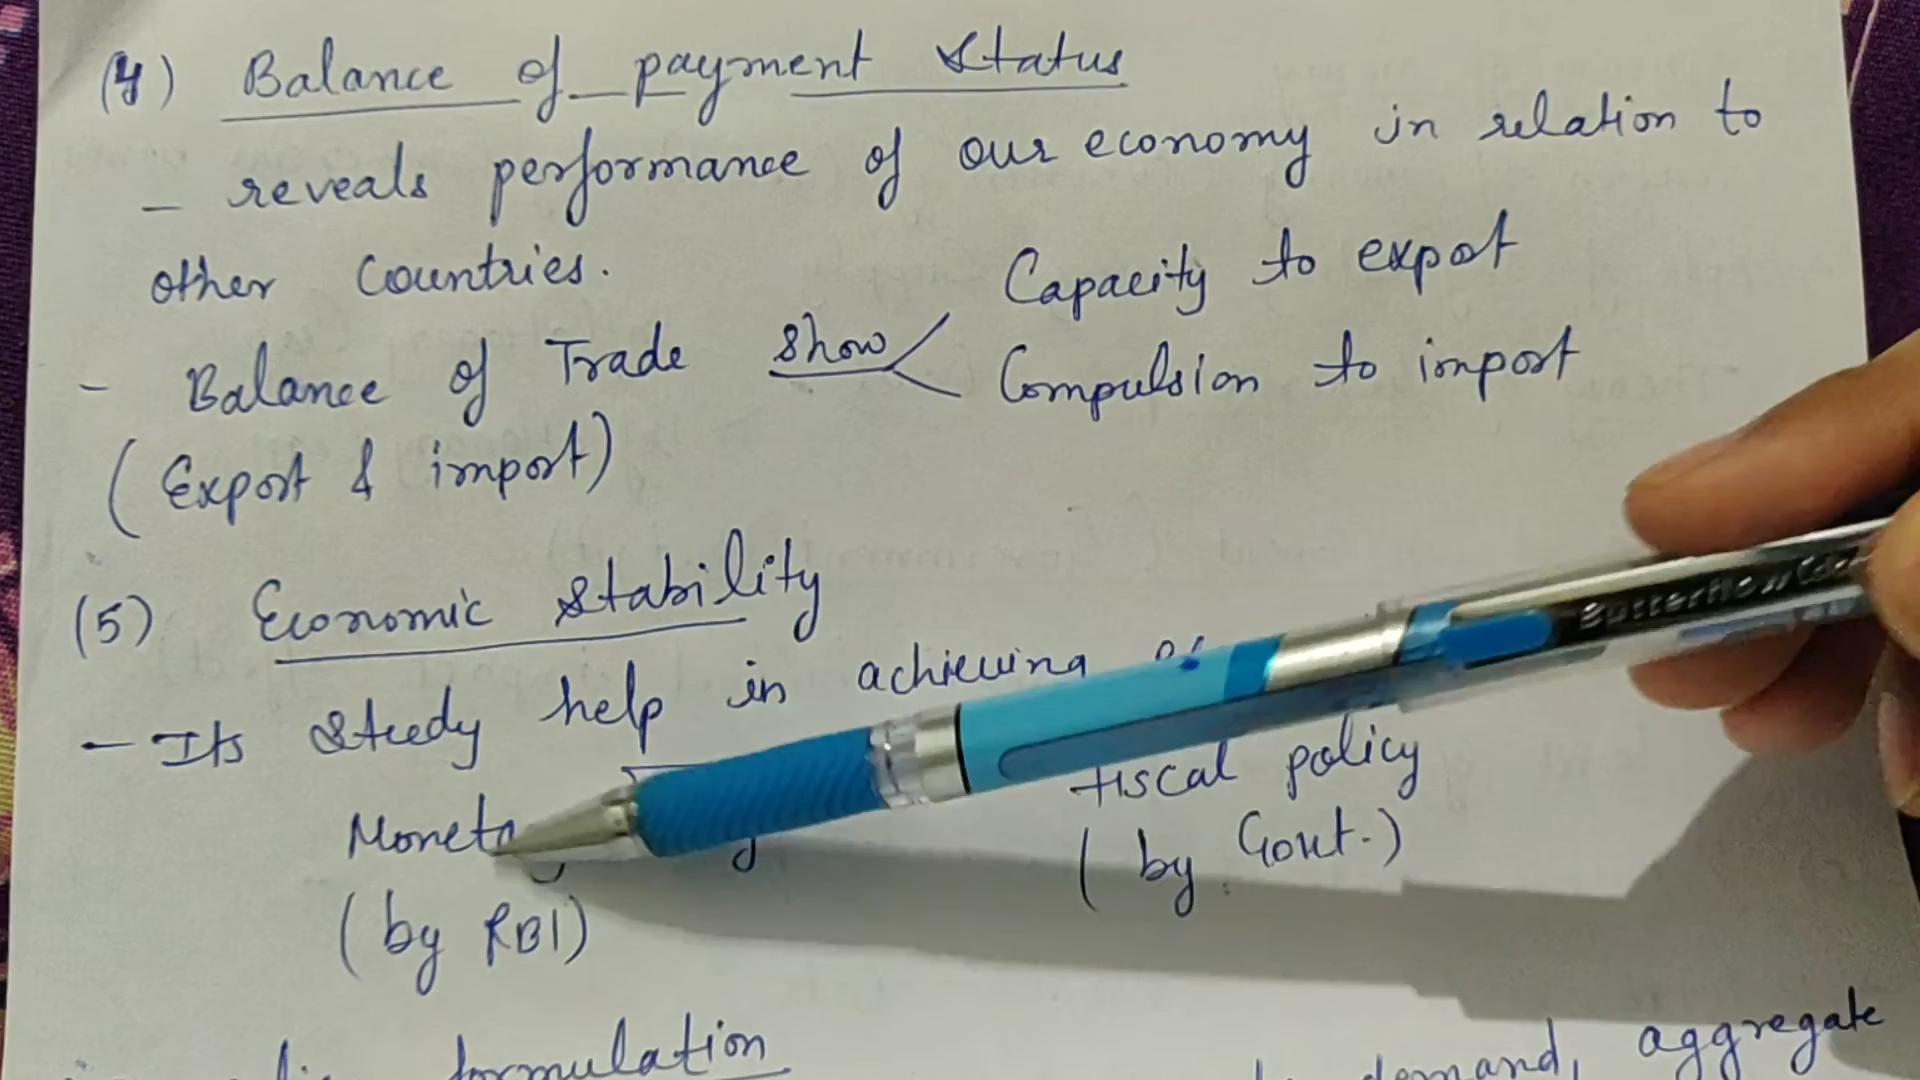 (4) Balance of payment Status
- reveals performance of our economy in relation to
other Countries.
Capacity to export
- Balance of Trade show
Compulsion to import
(Export & import)
(5) Economic Stability
- Its study help in achieving
fiscal policy
(by Govt.)
(by RBI)
formulation
demand, aggregate